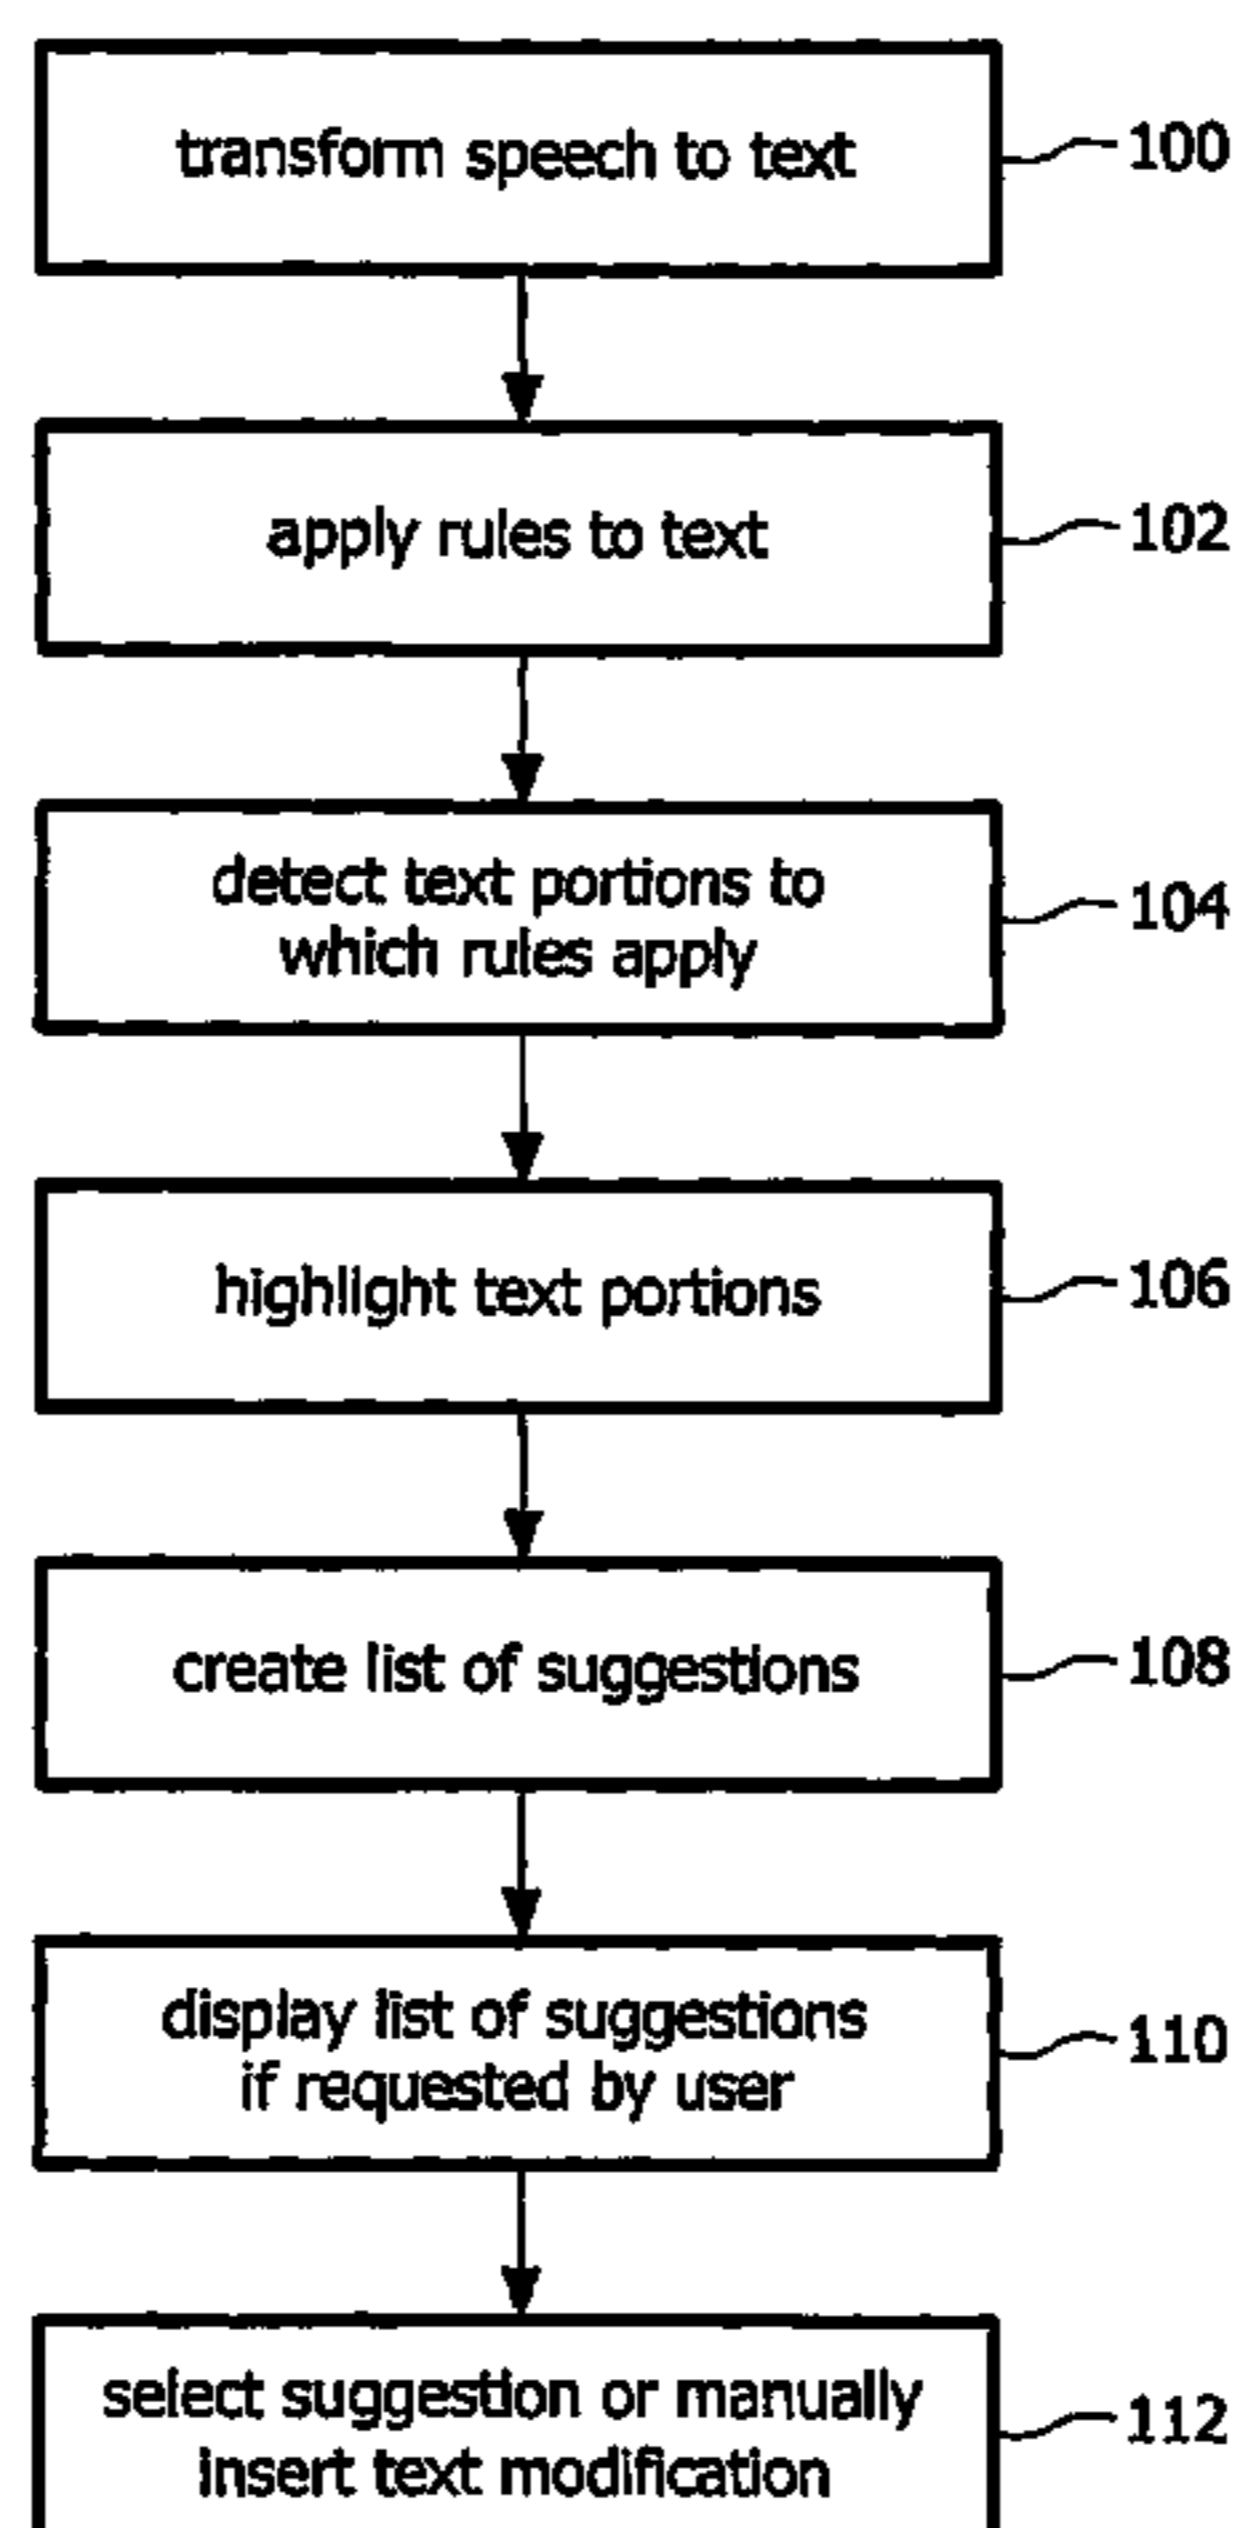 transform speech to text
100
apply rules to text
102
detect text portions to
which rules apply
104
highlight text portions
106
create list of suggestions
108
display list of suggestions
if requested by user
110
select suggestion or manually
insert text modification
112